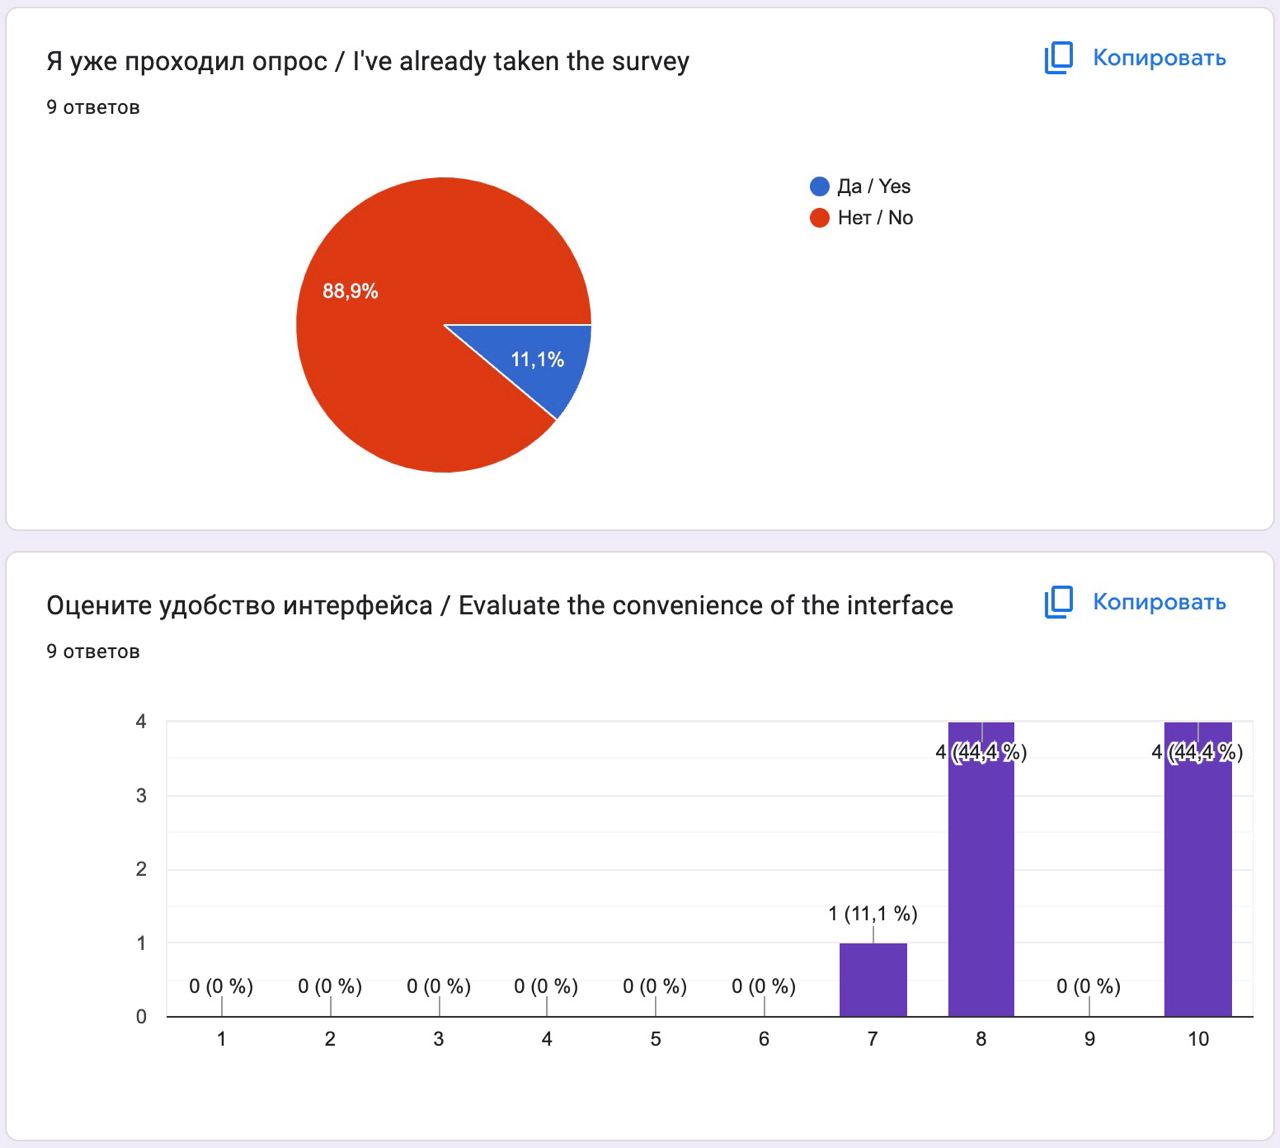 Я уже проходил опрос / I've already taken the survey
Копировать
9 ответов
Да / Yes
Нет / No
88,9%
11,1%
Оцените удобство интерфейса / Evaluate the convenience of the interface
Копировать
9 ответов
4
4 (44,4 %)
4 (44,4 %)
3
2
1 (11,1 %)
1
0 (0 %)
0 (0 %)
0 (0 %)
0 (0 %)
0 (0 %)
0 (0 %)
0 (0 %)
0
1
2
3
4
5
6
7
8
9
10